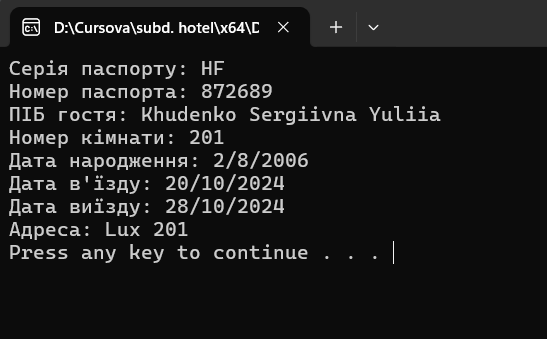 D:\Cursova\subd. hotel\x64\D
Серія паспорту: HF
Номер паспорта: 872689
ПІБ гостя: Khudenko Sergiivna Yuliia
Номер кімнати: 201
Дата народження: 2/8/2006
Дата в'їзду: 20/10/2024
Дата виїзду: 28/10/2024
Адреса: Lux 201
Press any key to continue . . .